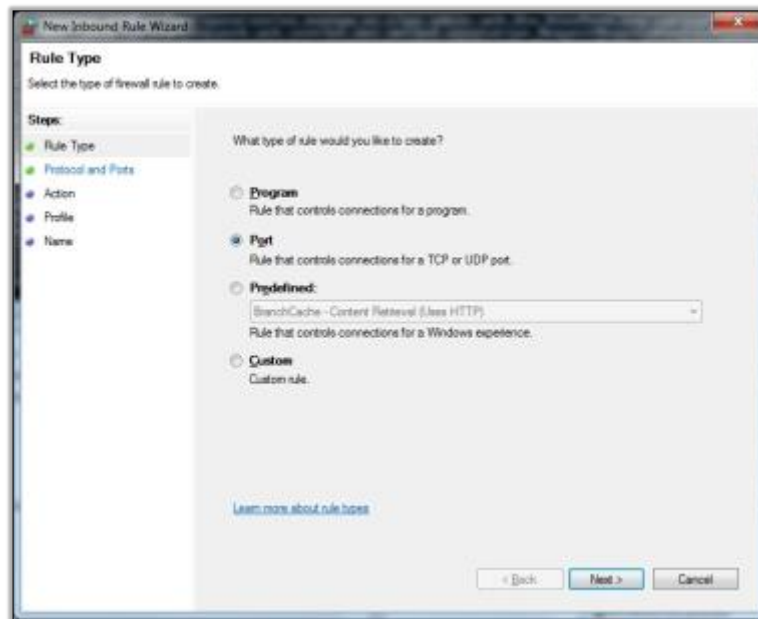 New Inbound Rule Wizard
Rule Type
Select the type of firewall rule to create.
Steps:
Rule Type
Protocol and Ports
Action
Profile
Name
What type of rule would you like to create?
Program
Rule that controls connections for a program.
Port
Rule that controls connections for a TCP or UDP port.
Predefined:
BranchCache - Content Retrieval (Uses HTTP)
Rule that controls connections for a Windows experience.
Custom
Custom rule.
Learn more about rule types
< Back Next > Cancel